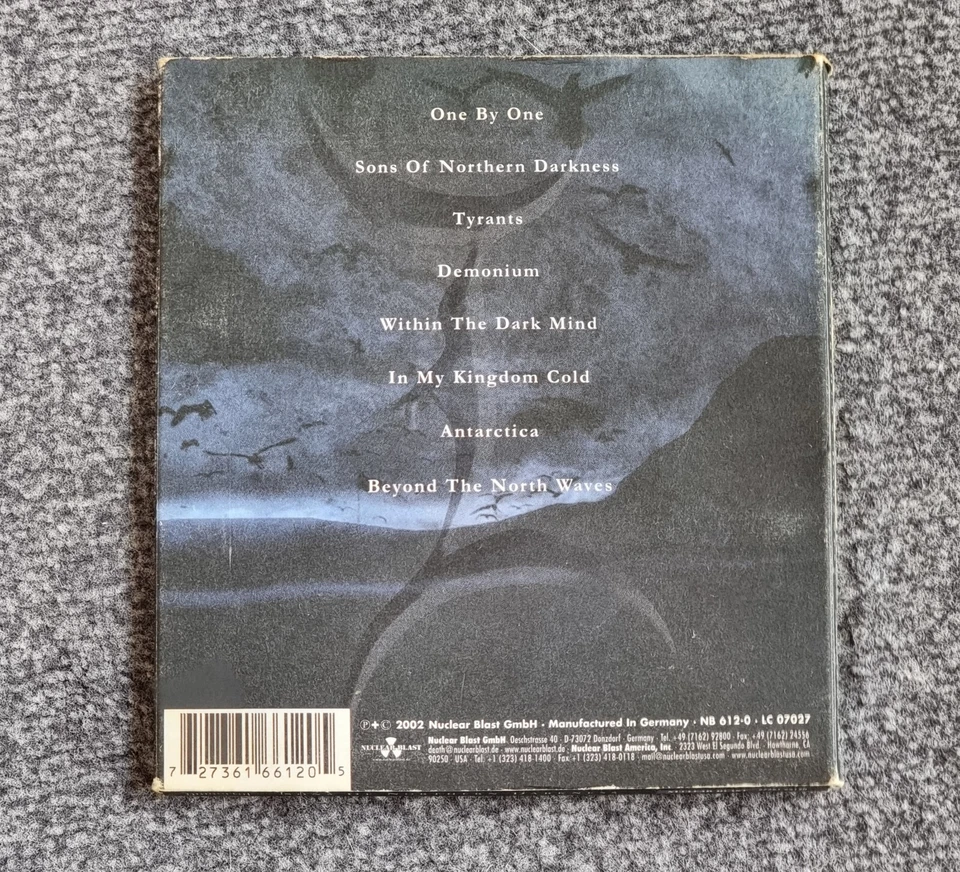 One By One
Sons Of Northern Darkness
Tyrants
Demonium
Within The Dark Mind
In My Kingdom Cold
Antarctica
Beyond The North Waves
7 27361 66120 5
NUCLEAR BLAST
℗+© 2002 Nuclear Blast GmbH · Manufactured In Germany · NB 612-0 · LC 07027
Nuclear Blast GmbH · Oeschstrasse 40 · D-73072 Donzdorf · Germany · Tel. +49 (7162) 92800 · Fax: +49 (7162) 24556
death@nuclearblast.de · www.nuclearblast.de · Nuclear Blast America, Inc · 2323 West El Segundo Blvd · Hawthorne, CA
90250 · USA · Tel: +1 (323) 418-1400 · Fax +1 (323) 418-0118 · mail@nuclearblastusa.com · www.nuclearblastusa.com